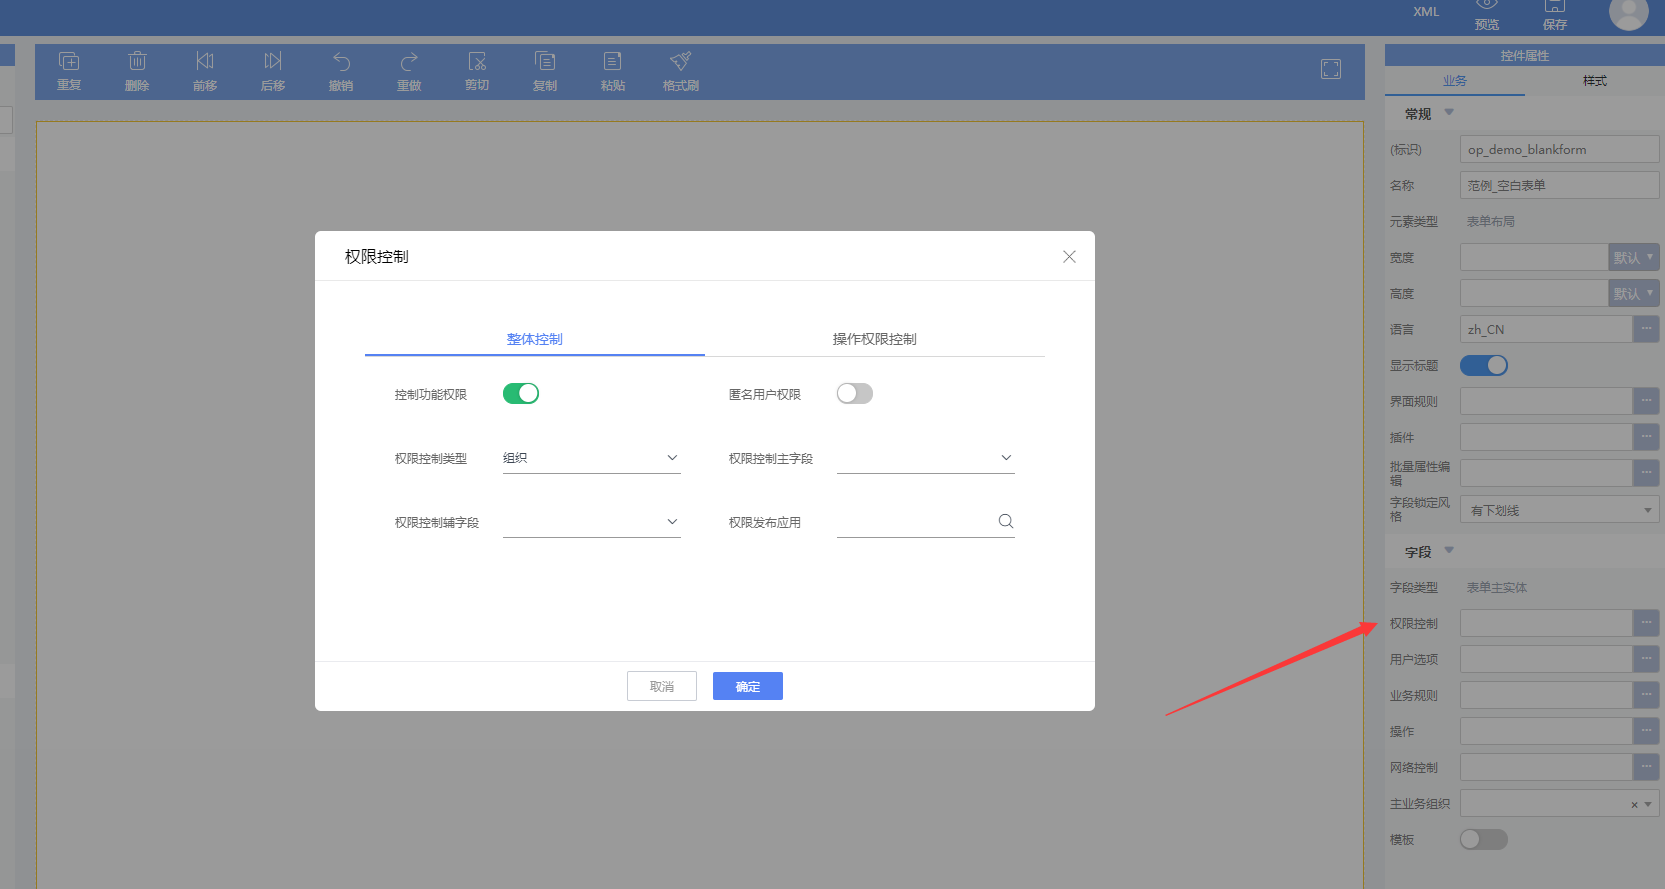 XML
预览
保存
重复
删除
前移
后移
撤销
重做
剪切
复制
粘贴
格式刷
控件属性
业务
样式
常规
(标识)
op_demo_blankform
名称
范例_空白表单
元素类型
表单布局
宽度
默认
高度
默认
语言
zh_CN
显示标题
界面规则
插件
批量属性编
辑
字段锁定风
格
有下划线
字段
字段类型
表单主实体
权限控制
用户选项
业务规则
操作
网络控制
主业务组织
模板
权限控制
整体控制
操作权限控制
控制功能权限
匿名用户权限
权限控制类型
组织
权限控制主字段
权限控制辅字段
权限发布应用
取消
确定